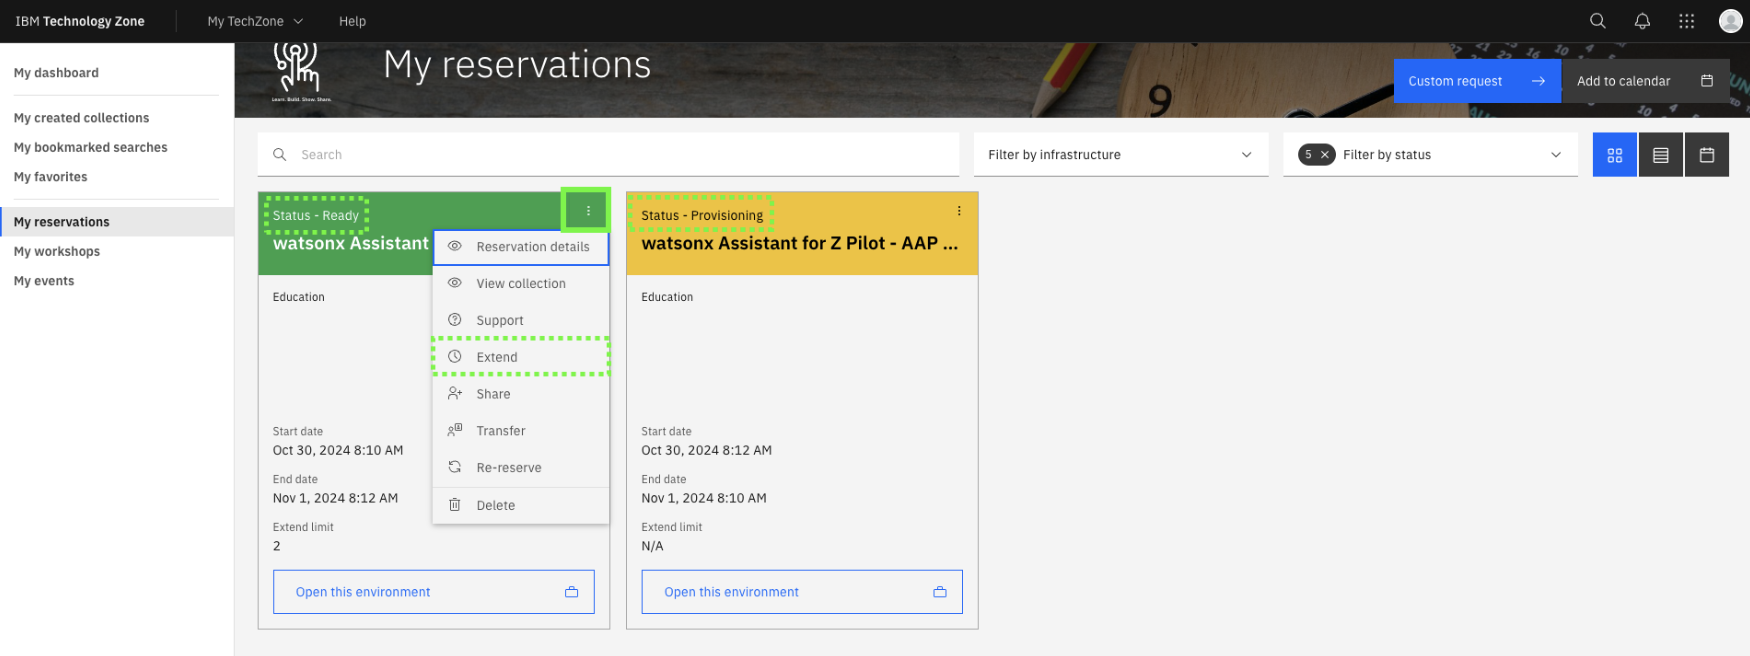 IBM Technology Zone
My TechZone
Help
My dashboard
My created collections
My bookmarked searches
My favorites
My reservations
My workshops
My events
Learn. Build. Show. Share.
My reservations
Custom request
Add to calendar
Search
Filter by infrastructure
5
Filter by status
Status - Ready
watsonx Assistant
Reservation details
View collection
Support
Extend
Share
Transfer
Re-reserve
Delete
Education
Start date
Oct 30, 2024 8:10 AM
End date
Nov 1, 2024 8:12 AM
Extend limit
2
Open this environment
Status - Provisioning
watsonx Assistant for Z Pilot - AAP ...
Education
Start date
Oct 30, 2024 8:12 AM
End date
Nov 1, 2024 8:10 AM
Extend limit
N/A
Open this environment